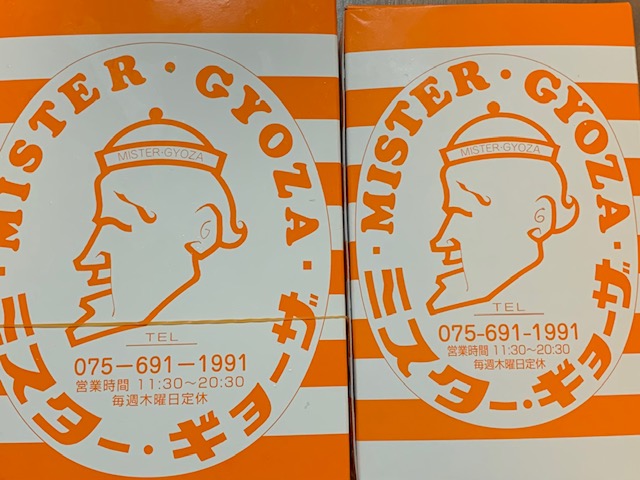 MISTER・GYOZA・
MISTER・GYOZA
TEL
075－691－1991
営業時間 11:30〜20:30
毎週木曜日定休
ミスター・ギョーザ
・MISTER・GYOZA・
MISTER・GYOZA
TEL
075-691-1991
営業時間 11:30〜20:30
毎週木曜日定休
ミスター・ギョーザ